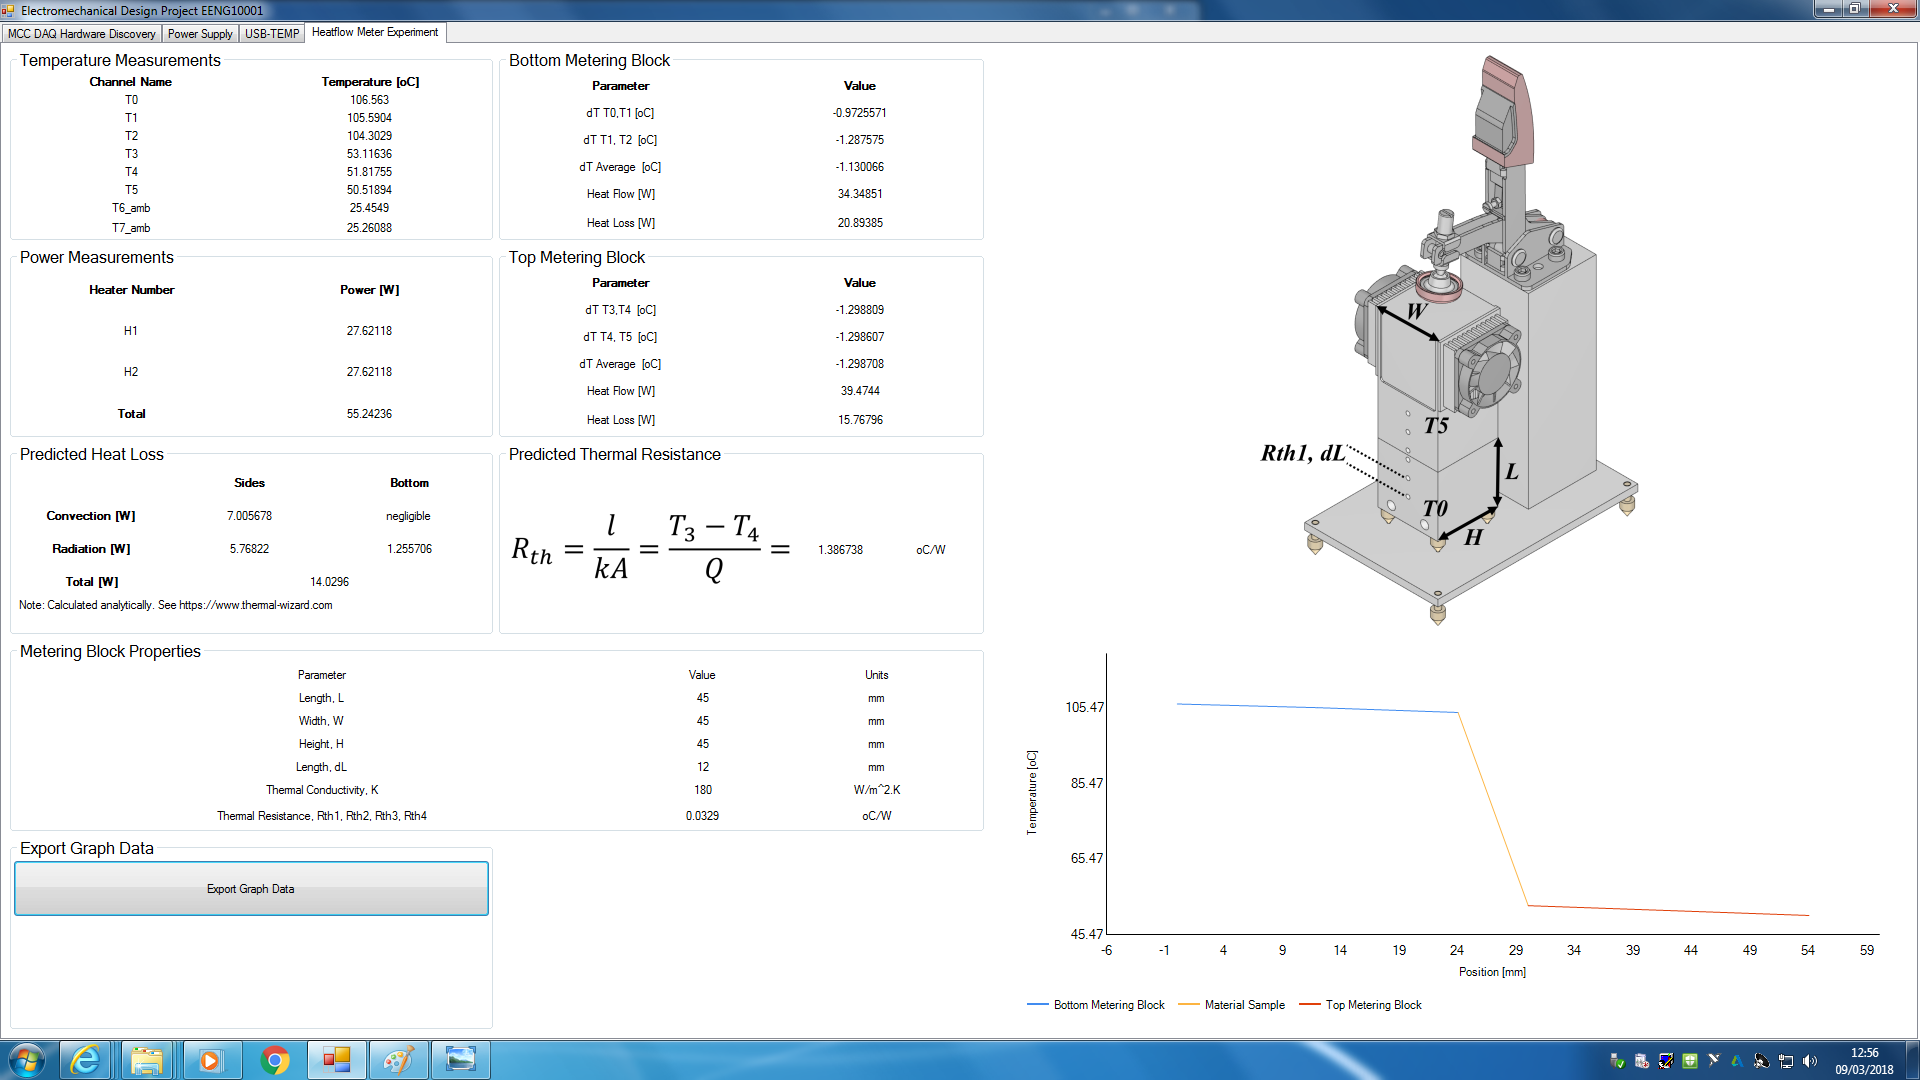 Electromechanical Design Project EENG10001
MCC DAQ Hardware Discovery Power Supply USB-TEMP Heatflow Meter Experiment
Temperature Measurements
Channel Name Temperature [oC]
T0 106.563
T1 105.5904
T2 104.3029
T3 53.11636
T4 51.81755
T5 50.51894
T6_amb 25.4549
T7_amb 25.26088
Bottom Metering Block
Parameter Value
dT T0,T1 [oC] -0.9725571
dT T1, T2 [oC] -1.287575
dT Average [oC] -1.130066
Heat Flow [W] 34.34851
Heat Loss [W] 20.89385
Power Measurements
Heater Number Power [W]
H1 27.62118
H2 27.62118
Total 55.24236
Top Metering Block
Parameter Value
dT T3,T4 [oC] -1.298809
dT T4, T5 [oC] -1.298607
dT Average [oC] -1.298708
Heat Flow [W] 39.4744
Heat Loss [W] 15.76796
Predicted Heat Loss
Sides Bottom
Convection [W] 7.005678 negligible
Radiation [W] 5.76822 1.255706
Total [W] 14.0296
Note: Calculated analytically. See https://www.thermal-wizard.com
Predicted Thermal Resistance
R_th = l/kA = (T_3 − T_4)/Q = 1.386738 oC/W
Metering Block Properties
Parameter Value Units
Length, L 45 mm
Width, W 45 mm
Height, H 45 mm
Length, dL 12 mm
Thermal Conductivity, K 180 W/m^2.K
Thermal Resistance, Rth1, Rth2, Rth3, Rth4 0.0329 oC/W
Export Graph Data
Export Graph Data
W
T5
Rth1, dL
L
T0
H
105.47
85.47
65.47
45.47
Temperature [oC]
-6 -1 4 9 14 19 24 29 34 39 44 49 54 59
Position [mm]
Bottom Metering Block Material Sample Top Metering Block
12:56
09/03/2018